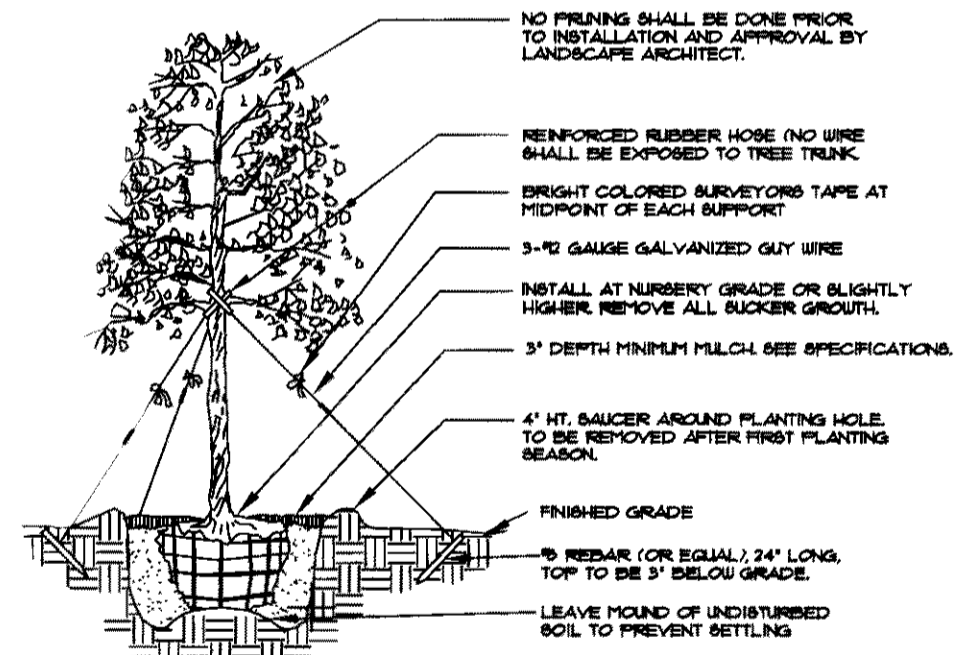 NO PRUNING SHALL BE DONE PRIOR
TO INSTALLATION AND APPROVAL BY
LANDSCAPE ARCHITECT.
REINFORCED RUBBER HOSE (NO WIRE
SHALL BE EXPOSED TO TREE TRUNK
BRIGHT COLORED SURVEYORS TAPE AT
MIDPOINT OF EACH SUPPORT
3-#12 GAUGE GALVANIZED GUY WIRE
INSTALL AT NURSERY GRADE OR SLIGHTLY
HIGHER. REMOVE ALL SUCKER GROWTH.
3" DEPTH MINIMUM MULCH. SEE SPECIFICATIONS.
4" HT. SAUCER AROUND PLANTING HOLE.
TO BE REMOVED AFTER FIRST PLANTING
SEASON.
FINISHED GRADE
REBAR (OR EQUAL), 24" LONG,
TOP TO BE 3" BELOW GRADE.
LEAVE MOUND OF UNDISTURBED
SOIL TO PREVENT SETTLING